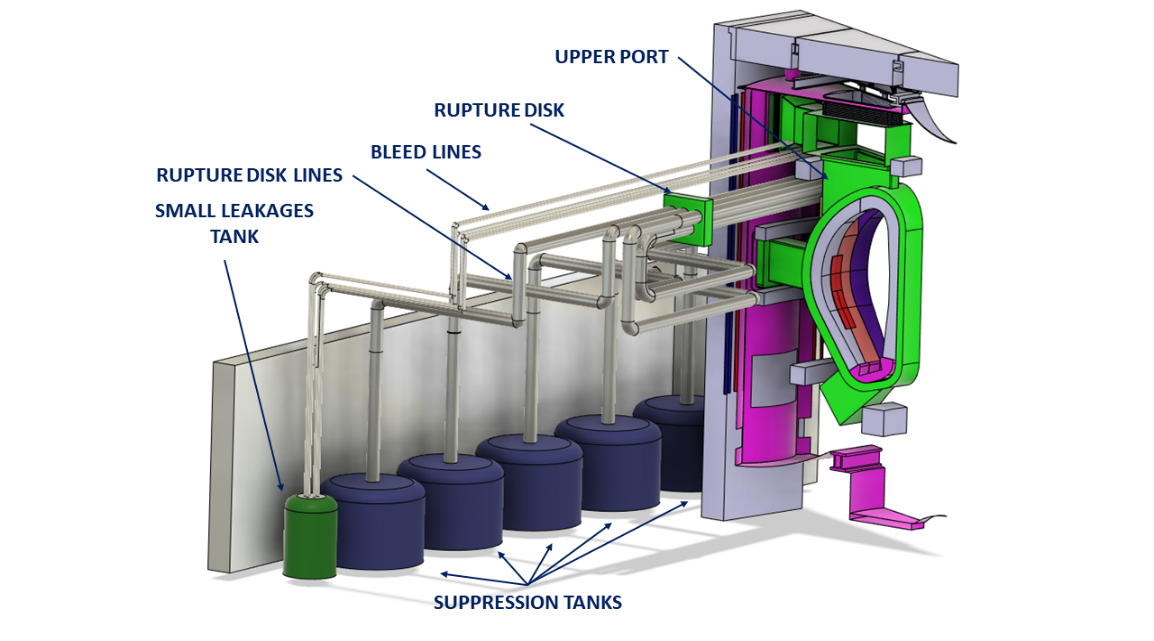 UPPER PORT
RUPTURE DISK
BLEED LINES
RUPTURE DISK LINES
SMALL LEAKAGES
TANK
SUPPRESSION TANKS